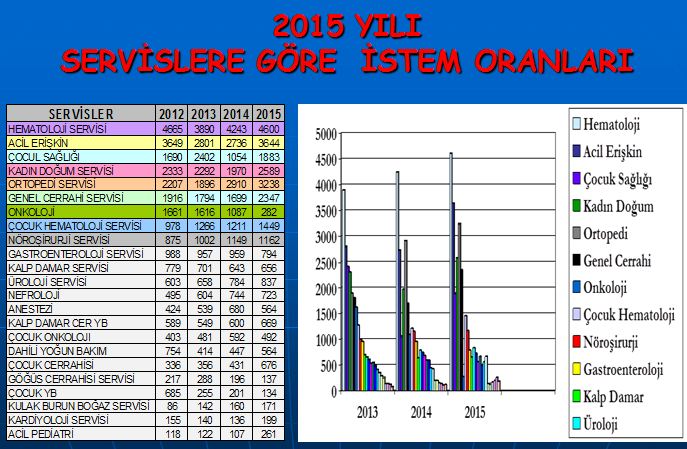 2015 YILI
SERVİSLERE GÖRE İSTEM ORANLARI
SERVİSLER 2012 2013 2014 2015
HEMATOLOJİ SERVİSİ 4665 3890 4243 4600
ACİL ERİŞKİN 3649 2801 2736 3644
ÇOCUL SAĞLIĞI 1690 2402 1054 1883
KADIN DOĞUM SERVİSİ 2333 2292 1970 2589
ORTOPEDİ SERVİSİ 2207 1896 2910 3238
GENEL CERRAHİ SERVİSİ 1916 1794 1699 2347
ONKOLOJİ 1661 1616 1087 282
ÇOCUK HEMATOLOJİ SERVİSİ 978 1266 1211 1449
NÖROŞİRURJİ SERVİSİ 875 1002 1149 1162
GASTROENTEROLOJİ SERVİSİ 988 957 959 794
KALP DAMAR SERVİSİ 779 701 643 656
ÜROLOJİ SERVİSİ 603 658 784 837
NEFROLOJİ 495 604 744 723
ANESTEZİ 424 539 680 564
KALP DAMAR CER YB 589 549 600 669
ÇOCUK ONKOLOJI 403 481 592 492
DAHİLİ YOĞUN BAKIM 754 414 447 564
ÇOCUK CERRAHİSİ 336 356 431 676
GÖĞÜS CERRAHİSİ SERVİSİ 217 288 196 137
ÇOCUK YB 685 255 201 134
KULAK BURUN BOĞAZ SERVİSİ 86 142 160 171
KARDİYOLOJİ SERVİSİ 155 140 136 199
ACİL PEDİATRİ 118 122 107 261
5000
4500
4000
3500
3000
2500
2000
1500
1000
500
0
2013 2014 2015
Hematoloji
Acil Erişkin
Çocuk Sağlığı
Kadın Doğum
Ortopedi
Genel Cerrahi
Onkoloji
Çocuk Hematoloji
Nöroşirurji
Gastroenteroloji
Kalp Damar
Üroloji